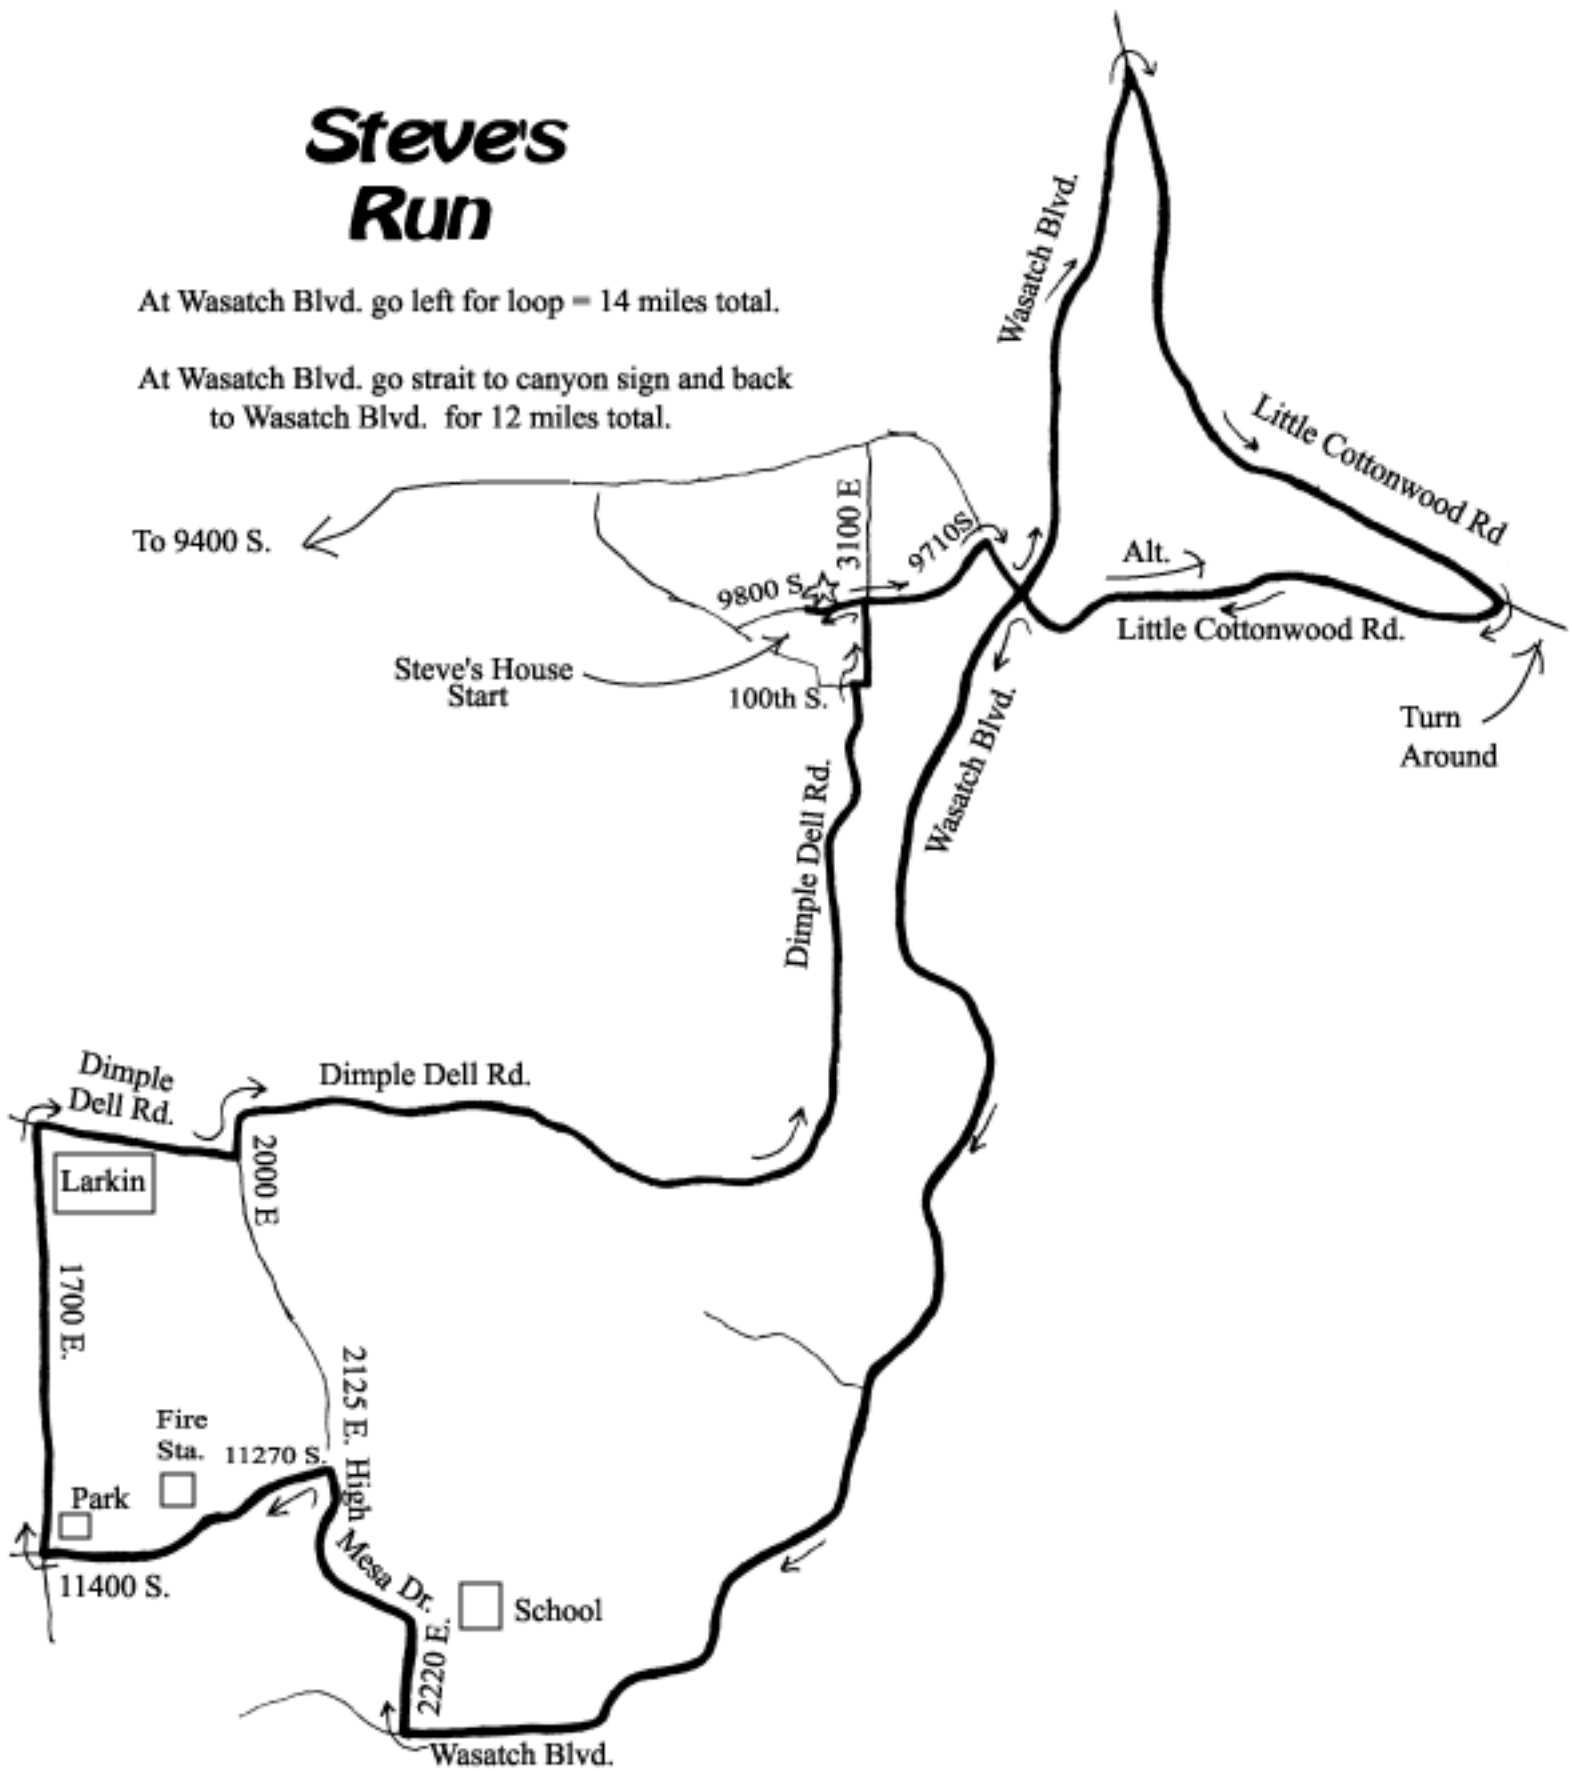 Steve's
Run
At Wasatch Blvd. go left for loop = 14 miles total.
At Wasatch Blvd. go strait to canyon sign and back
to Wasatch Blvd. for 12 miles total.
Wasatch Blvd.
Little Cottonwood Rd
To 9400 S.
3100 E
9710S.
9800 S.
Alt.
Little Cottonwood Rd.
Steve's House
Start
100th S.
Turn
Around
Wasatch Blvd.
Dimple Dell Rd.
Dimple
Dell Rd.
Dimple Dell Rd.
2000 E
Larkin
1700 E.
2125 E. High Mesa Dr.
Fire
Sta.
11270 S.
Park
11400 S.
School
2220 E.
Wasatch Blvd.